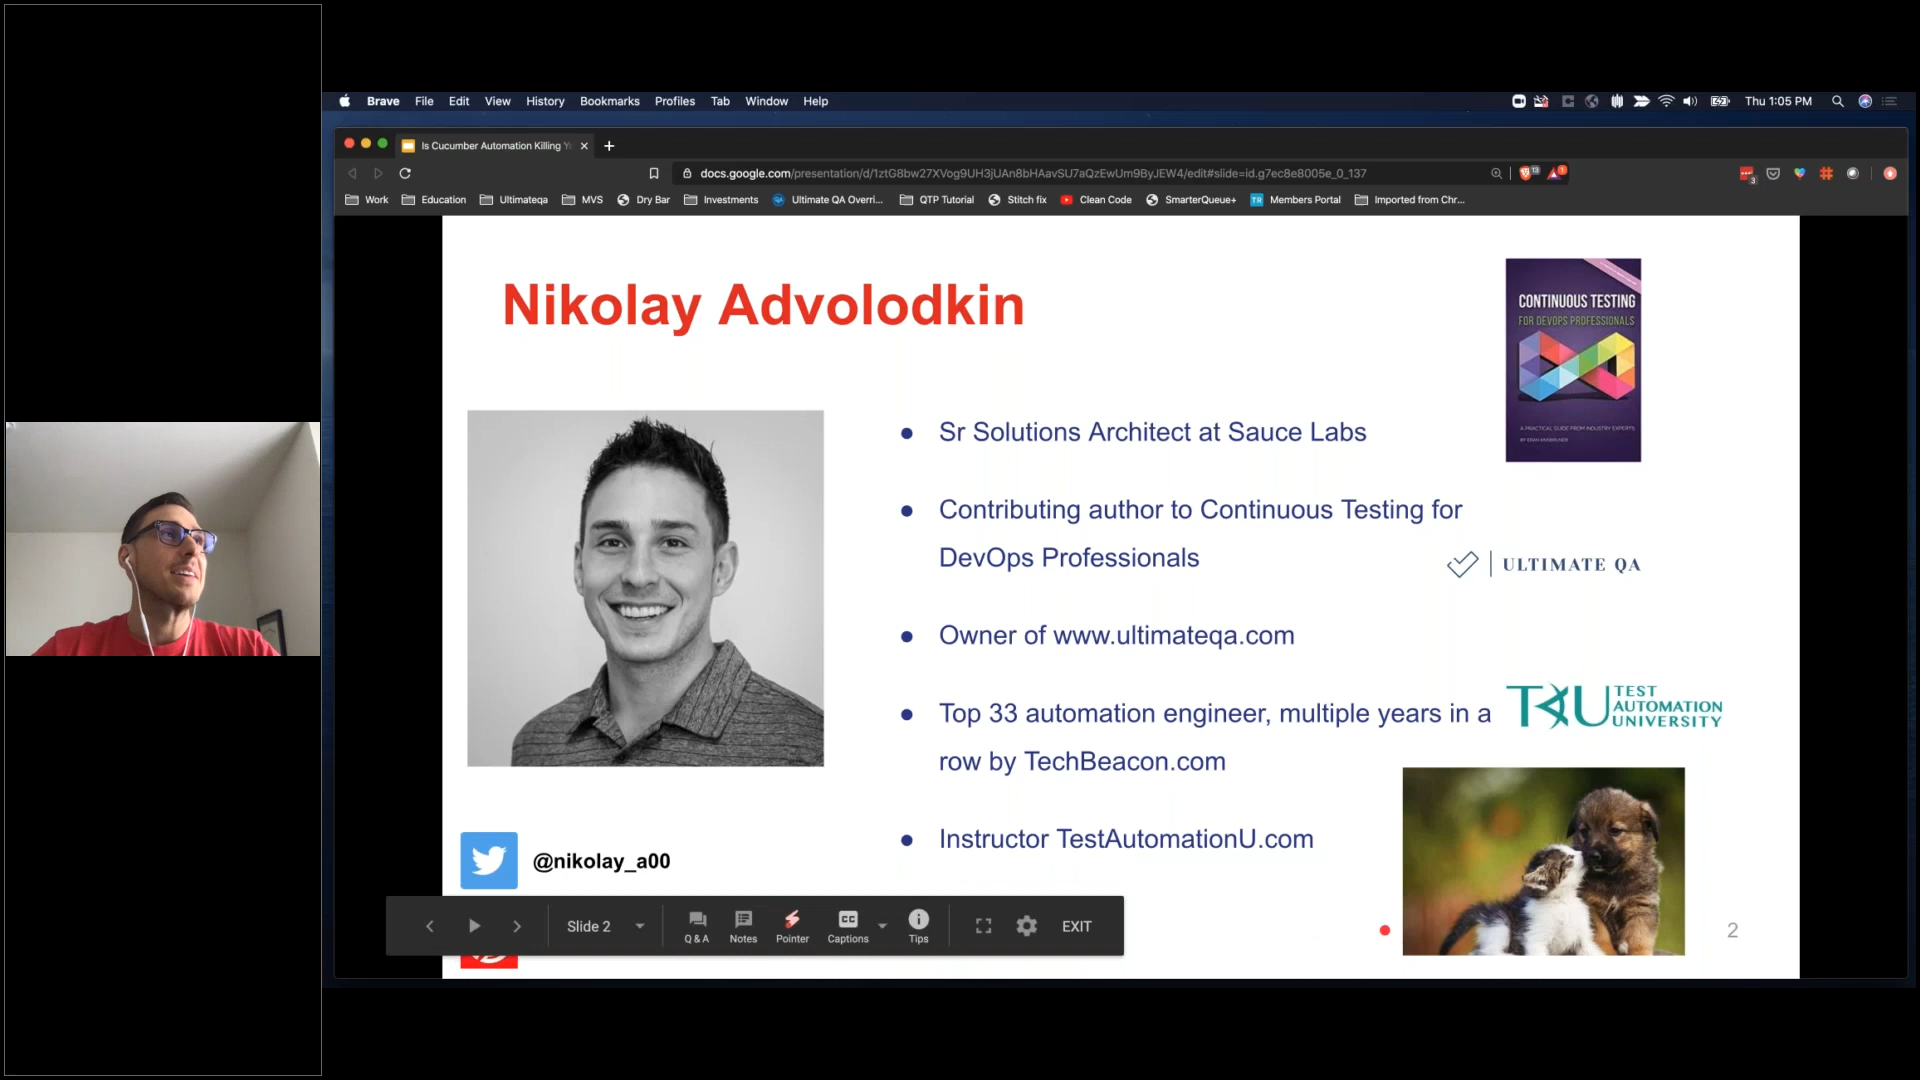 Brave File Edit View History Bookmarks Profiles Tab Window Help
Thu 1:05 PM
Is Cucumber Automation Killing Y
docs.google.com/presentation/d/1ztG8bw27XVog9UH3jUAn8bHAavSU7aQzEwUm9ByJEW4/edit#slide=id.g7ec8e8005e_0_137
Work Education Ultimateqa MVS Dry Bar Investments Ultimate QA Overri... QTP Tutorial Stitch fix Clean Code SmarterQueue+ TR Members Portal Imported from Chr...
Nikolay Advolodkin
CONTINUOUS TESTING
FOR DEVOPS PROFESSIONALS
A PRACTICAL GUIDE FROM INDUSTRY EXPERTS
BY ERAN KINSBRUNER
● Sr Solutions Architect at Sauce Labs
● Contributing author to Continuous Testing for
DevOps Professionals
ULTIMATE QA
● Owner of www.ultimateqa.com
● Top 33 automation engineer, multiple years in a
row by TechBeacon.com
TAU TEST
AUTOMATION
UNIVERSITY
● Instructor TestAutomationU.com
@nikolay_a00
Slide 2
Q & A Notes Pointer CC Captions Tips EXIT
2